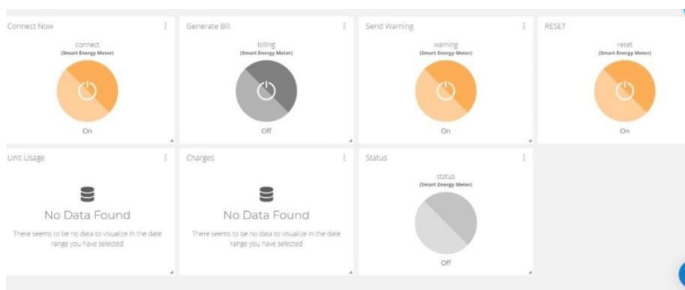 Connect Now
connect
(Smart Energy Meter)
On
Generate Bill
billing
(Smart Energy Meter)
Off
Send Warning
warning
(Smart Energy Meter)
On
RESET
reset
(Smart Energy Meter)
On
Unit Usage
No Data Found
There seems to be no data to visualize in the date
range you have selected
Charges
No Data Found
There seems to be no data to visualize in the date
range you have selected
Status
status
(Smart Energy Meter)
Off